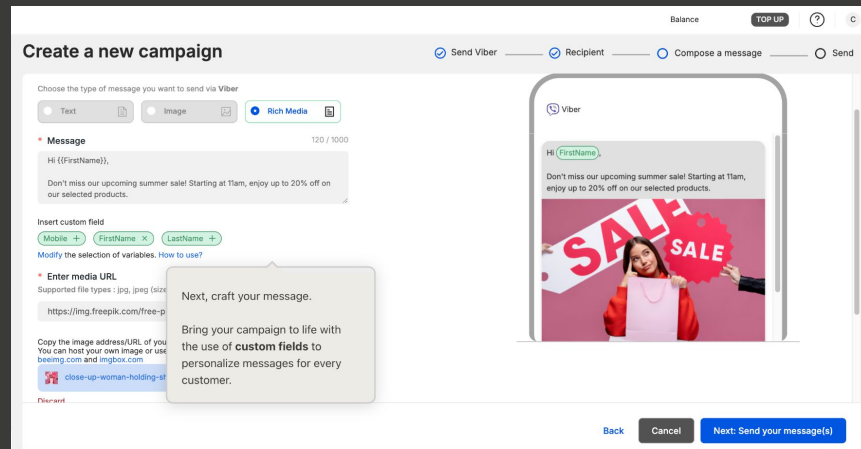 Balance
TOP UP
?
C
Create a new campaign
Send Viber
Recipient
Compose a message
Send
Choose the type of message you want to send via Viber
Text
Image
Rich Media
* Message
120 / 1000
Hi {{FirstName}},
Don't miss our upcoming summer sale! Starting at 11am, enjoy up to 20% off on
our selected products.
Insert custom field
Mobile +
FirstName ×
LastName +
Modify the selection of variables. How to use?
* Enter media URL
Supported file types : jpg, jpeg (size
https://img.freepik.com/free-p
Copy the image address/URL of you
You can host your own image or use
beeimg.com and imgbox.com
close-up-woman-holding-sh
Discard
Next, craft your message.
Bring your campaign to life with
the use of custom fields to
personalize messages for every
customer.
Viber
Hi FirstName,
Don't miss our upcoming summer sale! Starting at 11am,
enjoy up to 20% off on our selected products.
SALE
SALE
Back
Cancel
Next: Send your message(s)